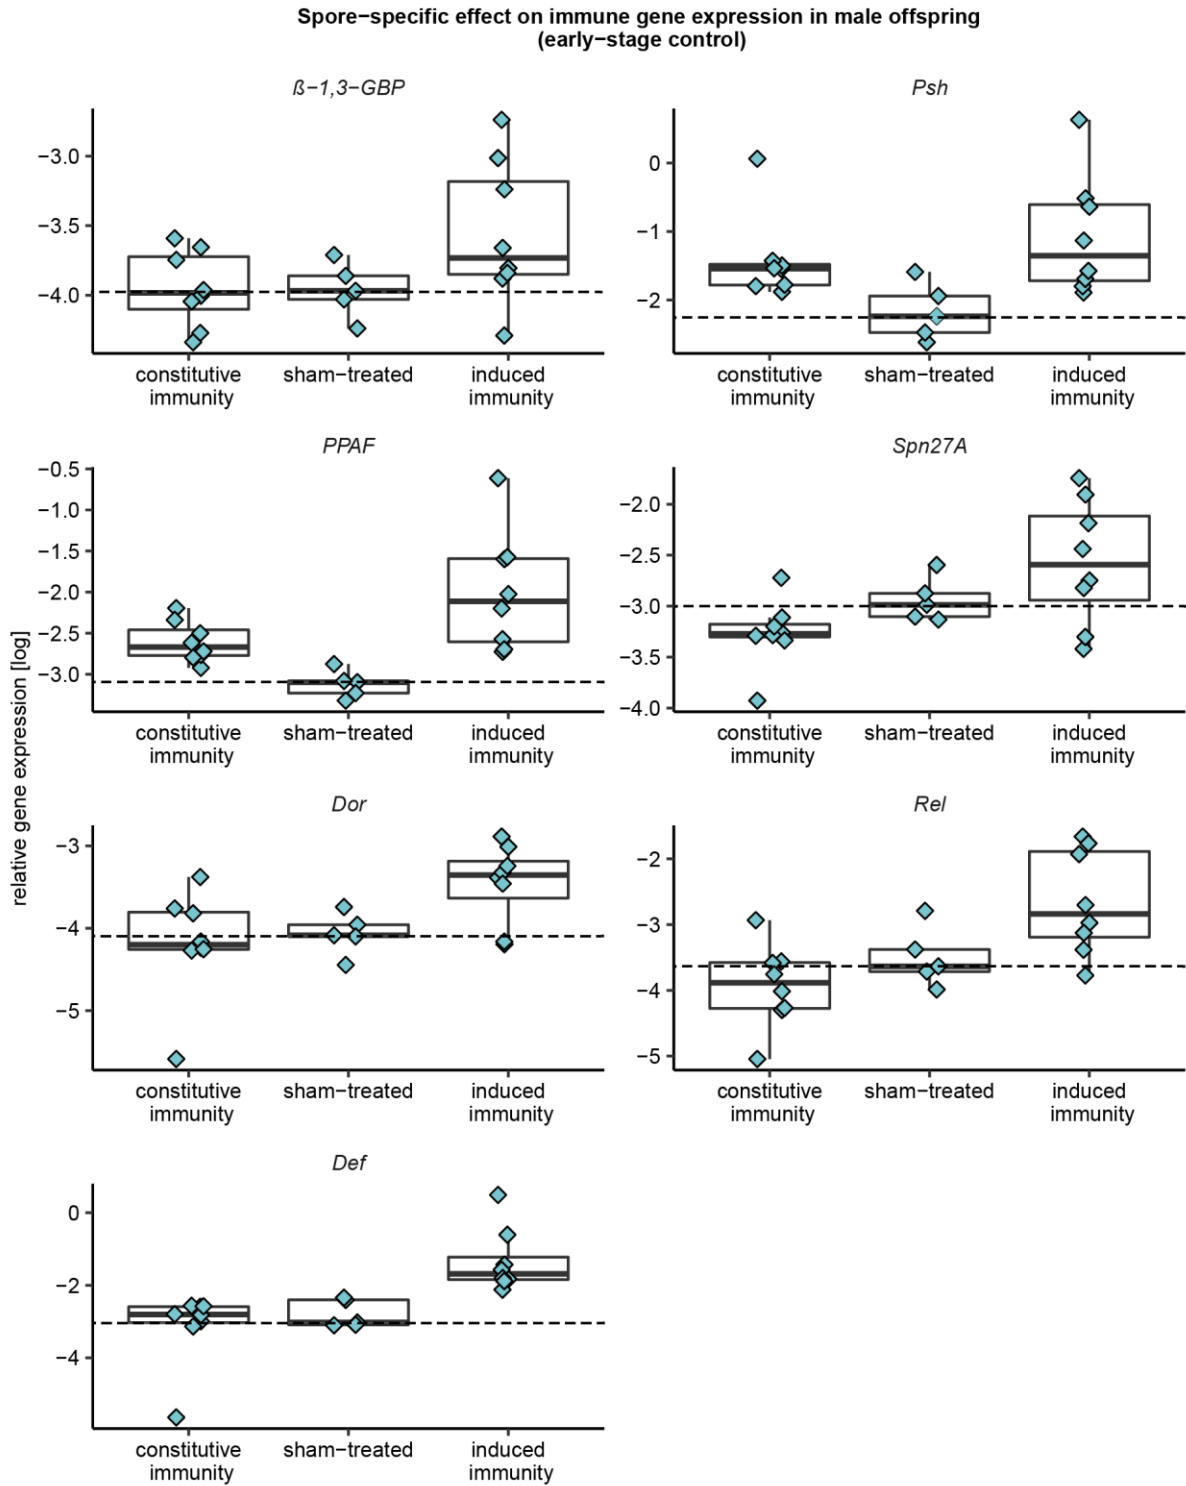 Spore−specific effect on immune gene expression in male offspring
(early−stage control)
relative gene expression [log]
ß−1,3−GBP
−3.0
−3.5
−4.0
constitutive immunity
sham−treated
induced immunity
Psh
0
−1
−2
constitutive immunity
sham−treated
induced immunity
PPAF
−0.5
−1.0
−1.5
−2.0
−2.5
−3.0
constitutive immunity
sham−treated
induced immunity
Spn27A
−2.0
−2.5
−3.0
−3.5
−4.0
constitutive immunity
sham−treated
induced immunity
Dor
−3
−4
−5
constitutive immunity
sham−treated
induced immunity
Rel
−2
−3
−4
−5
constitutive immunity
sham−treated
induced immunity
Def
0
−2
−4
constitutive immunity
sham−treated
induced immunity